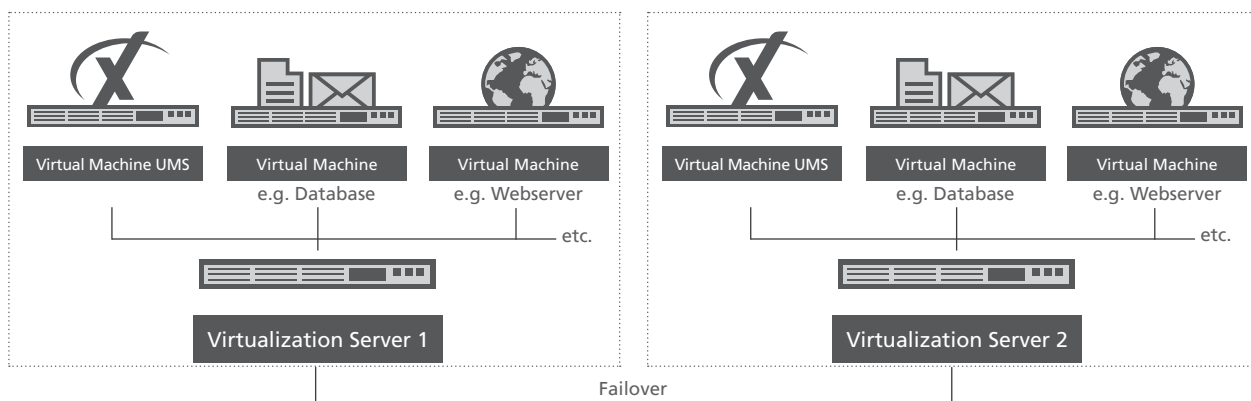 Virtual Machine UMS
Virtual Machine
e.g. Database
Virtual Machine
e.g. Webserver
etc.
Virtualization Server 1
Virtual Machine UMS
Virtual Machine
e.g. Database
Virtual Machine
e.g. Webserver
etc.
Virtualization Server 2
Failover